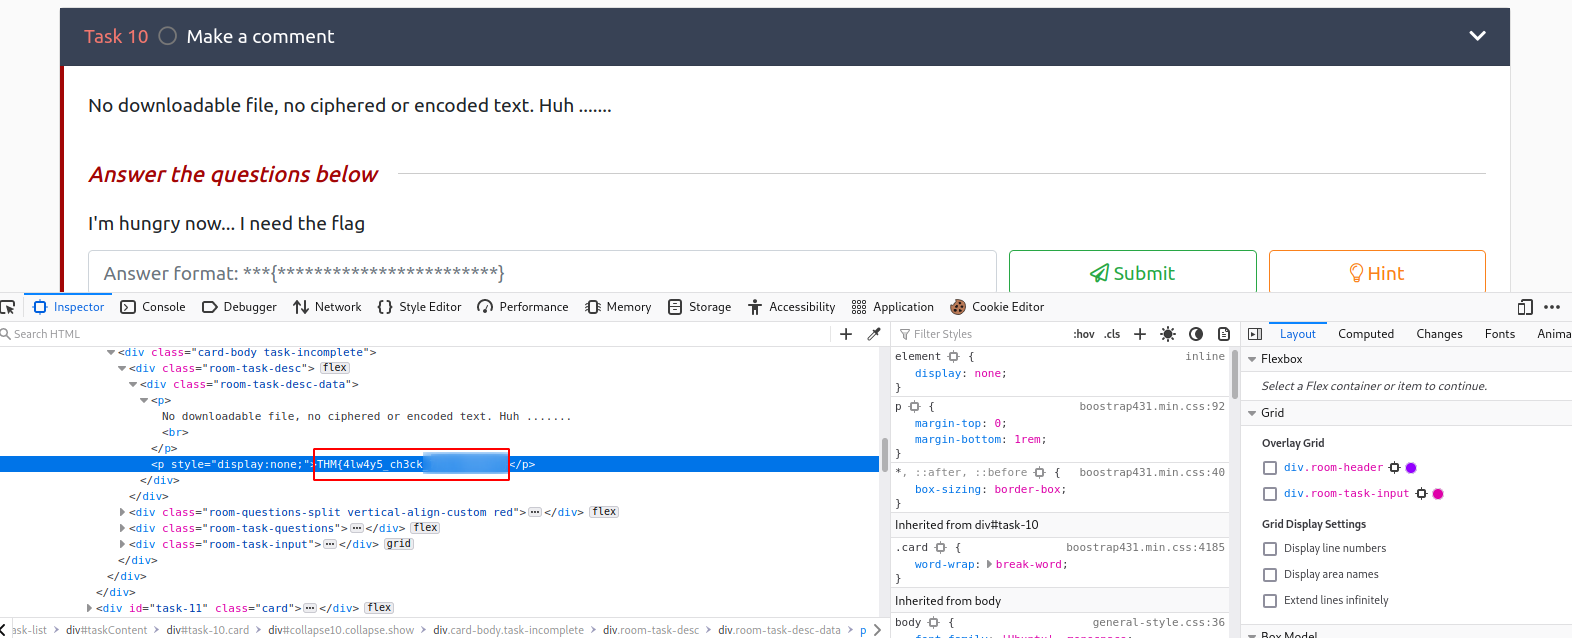 Task 10 Make a comment
No downloadable file, no ciphered or encoded text. Huh .......
Answer the questions below
I'm hungry now... I need the flag
Answer format: ***{************************}
Submit
Hint
Inspector Console Debugger Network Style Editor Performance Memory Storage Accessibility Application Cookie Editor
Search HTML
<div class="card-body task-incomplete">
<div class="room-task-desc"> flex
<div class="room-task-desc-data">
<p>
No downloadable file, no ciphered or encoded text. Huh .......
<br>
</p>
<p style="display:none;">THM{4lw4y5_ch3ck</p>
</div>
</div>
<div class="room-questions-split vertical-align-custom red">…</div> flex
<div class="room-task-questions">…</div> flex
<div class="room-task-input">…</div> grid
</div>
</div>
</div>
<div id="task-11" class="card">…</div> flex
ask-list > div#taskContent > div#task-10.card > div#collapse10.collapse.show > div.card-body.task-incomplete > div.room-task-desc > div.room-task-desc-data > p
Filter Styles :hov .cls +
element { inline
display: none;
}
p { boostrap431.min.css:92
margin-top: 0;
margin-bottom: 1rem;
}
*, ::after, ::before { boostrap431.min.css:40
box-sizing: border-box;
}
Inherited from div#task-10
.card { boostrap431.min.css:4185
word-wrap: break-word;
}
Inherited from body
body { general-style.css:36
font-family: 'Ubuntu', monospace;
Layout Computed Changes Fonts Anima
Flexbox
Select a Flex container or item to continue.
Grid
Overlay Grid
div.room-header
div.room-task-input
Grid Display Settings
Display line numbers
Display area names
Extend lines infinitely
Box Model